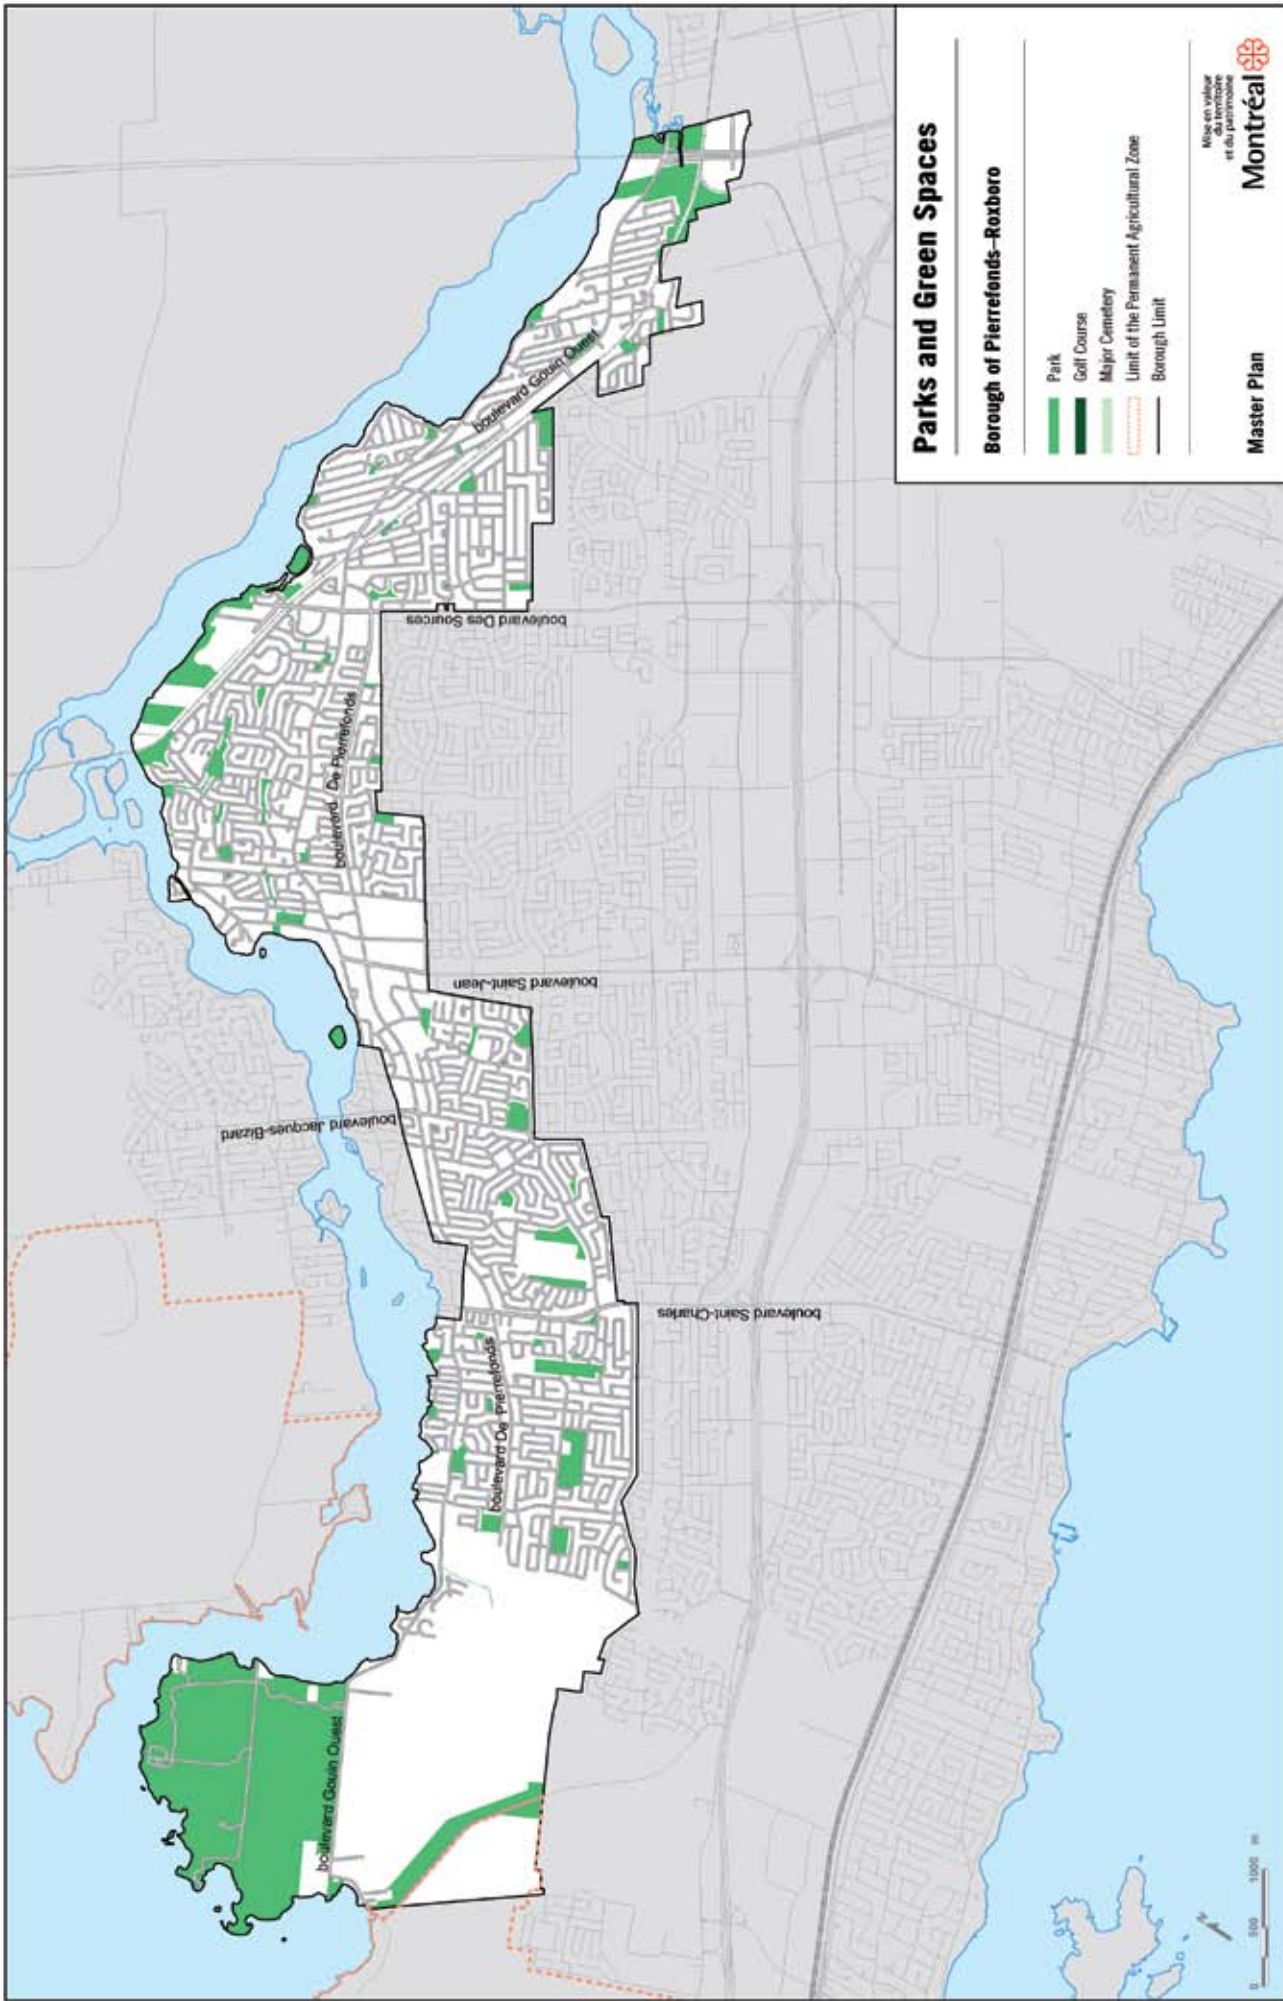 Parks and Green Spaces
Borough of Pierrefonds–Roxboro
Park
Golf Course
Major Cemetery
Limit of the Permanent Agricultural Zone
Borough Limit
Master Plan
Mise en valeur
du territoire
et du patrimoine
Montréal
boulevard Gouin Ouest
boulevard De Pierrefonds
boulevard Saint-Charles
boulevard Jacques-Bizard
boulevard Saint-Jean
boulevard De Pierrefonds
boulevard Des Sources
boulevard Gouin Ouest
0 500 1000 m
N